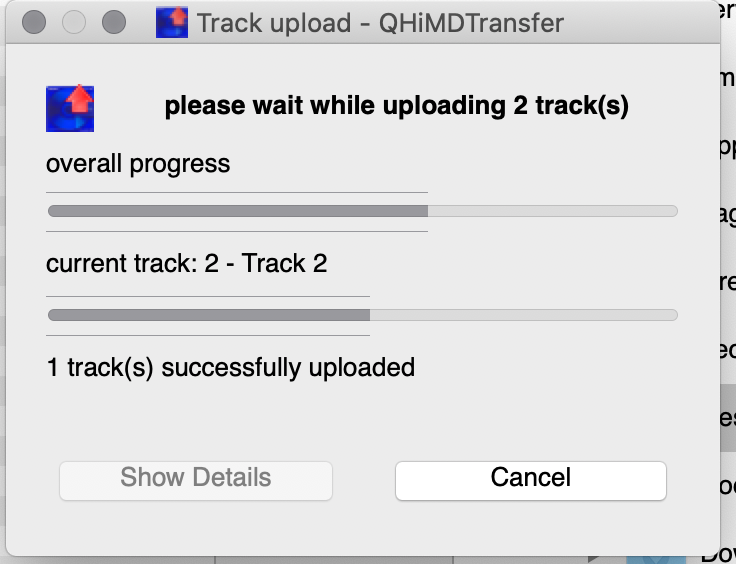 Track upload - QHiMDTransfer
please wait while uploading 2 track(s)
overall progress
current track: 2 - Track 2
1 track(s) successfully uploaded
Show Details
Cancel